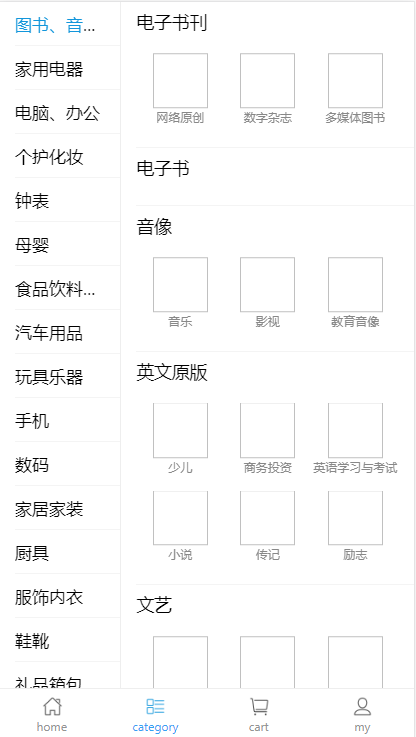 图书、音...
家用电器
电脑、办公
个护化妆
钟表
母婴
食品饮料...
汽车用品
玩具乐器
手机
数码
家居家装
厨具
服饰内衣
鞋靴
礼品箱包
电子书刊
网络原创 数字杂志 多媒体图书
电子书
音像
音乐 影视 教育音像
英文原版
少儿 商务投资 英语学习与考试
小说 传记 励志
文艺
home category cart my